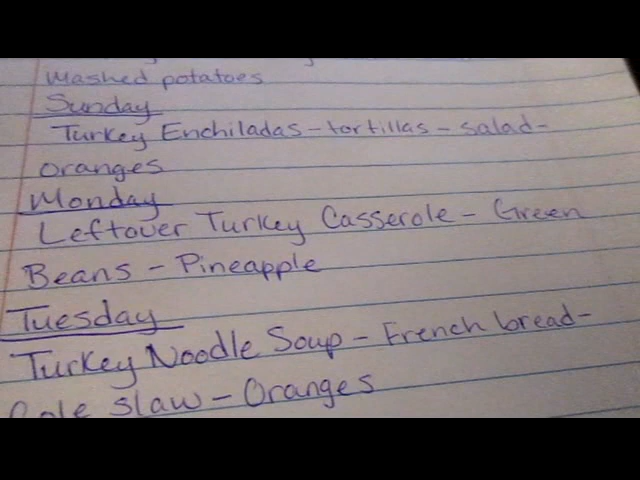 Mashed potatoes
Sunday
Turkey Enchiladas - tortillas - salad -
oranges
Monday
Leftover Turkey Casserole - Green
Beans - Pineapple
Tuesday
Turkey Noodle Soup - French bread -
Cole slaw - Oranges